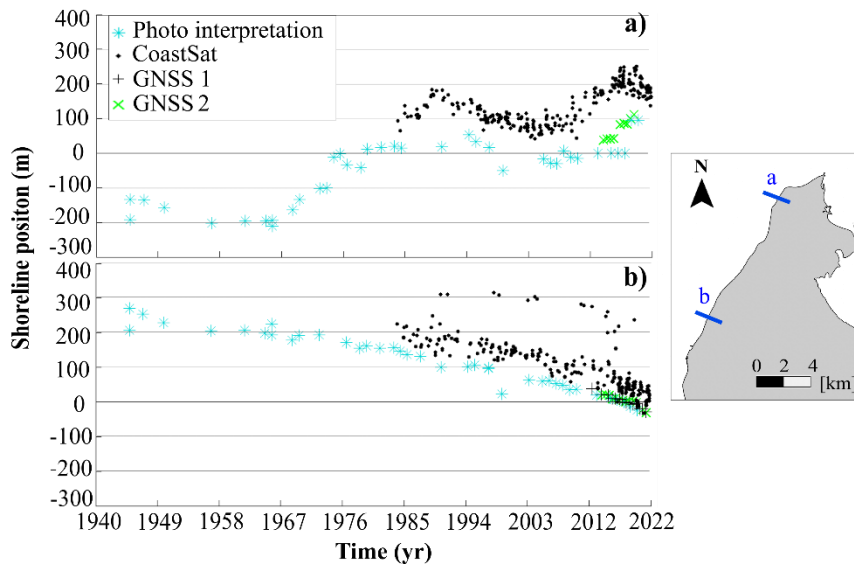 400
300
200
100
0
-100
-200
-300
Photo interpretation
CoastSat
GNSS 1
GNSS 2
a)
Shoreline positon (m)
400
300
200
100
0
-100
-200
-300
b)
1940 1949 1958 1967 1976 1985 1994 2003 2012 2022
Time (yr)
N
a
b
0 2 4
[km]